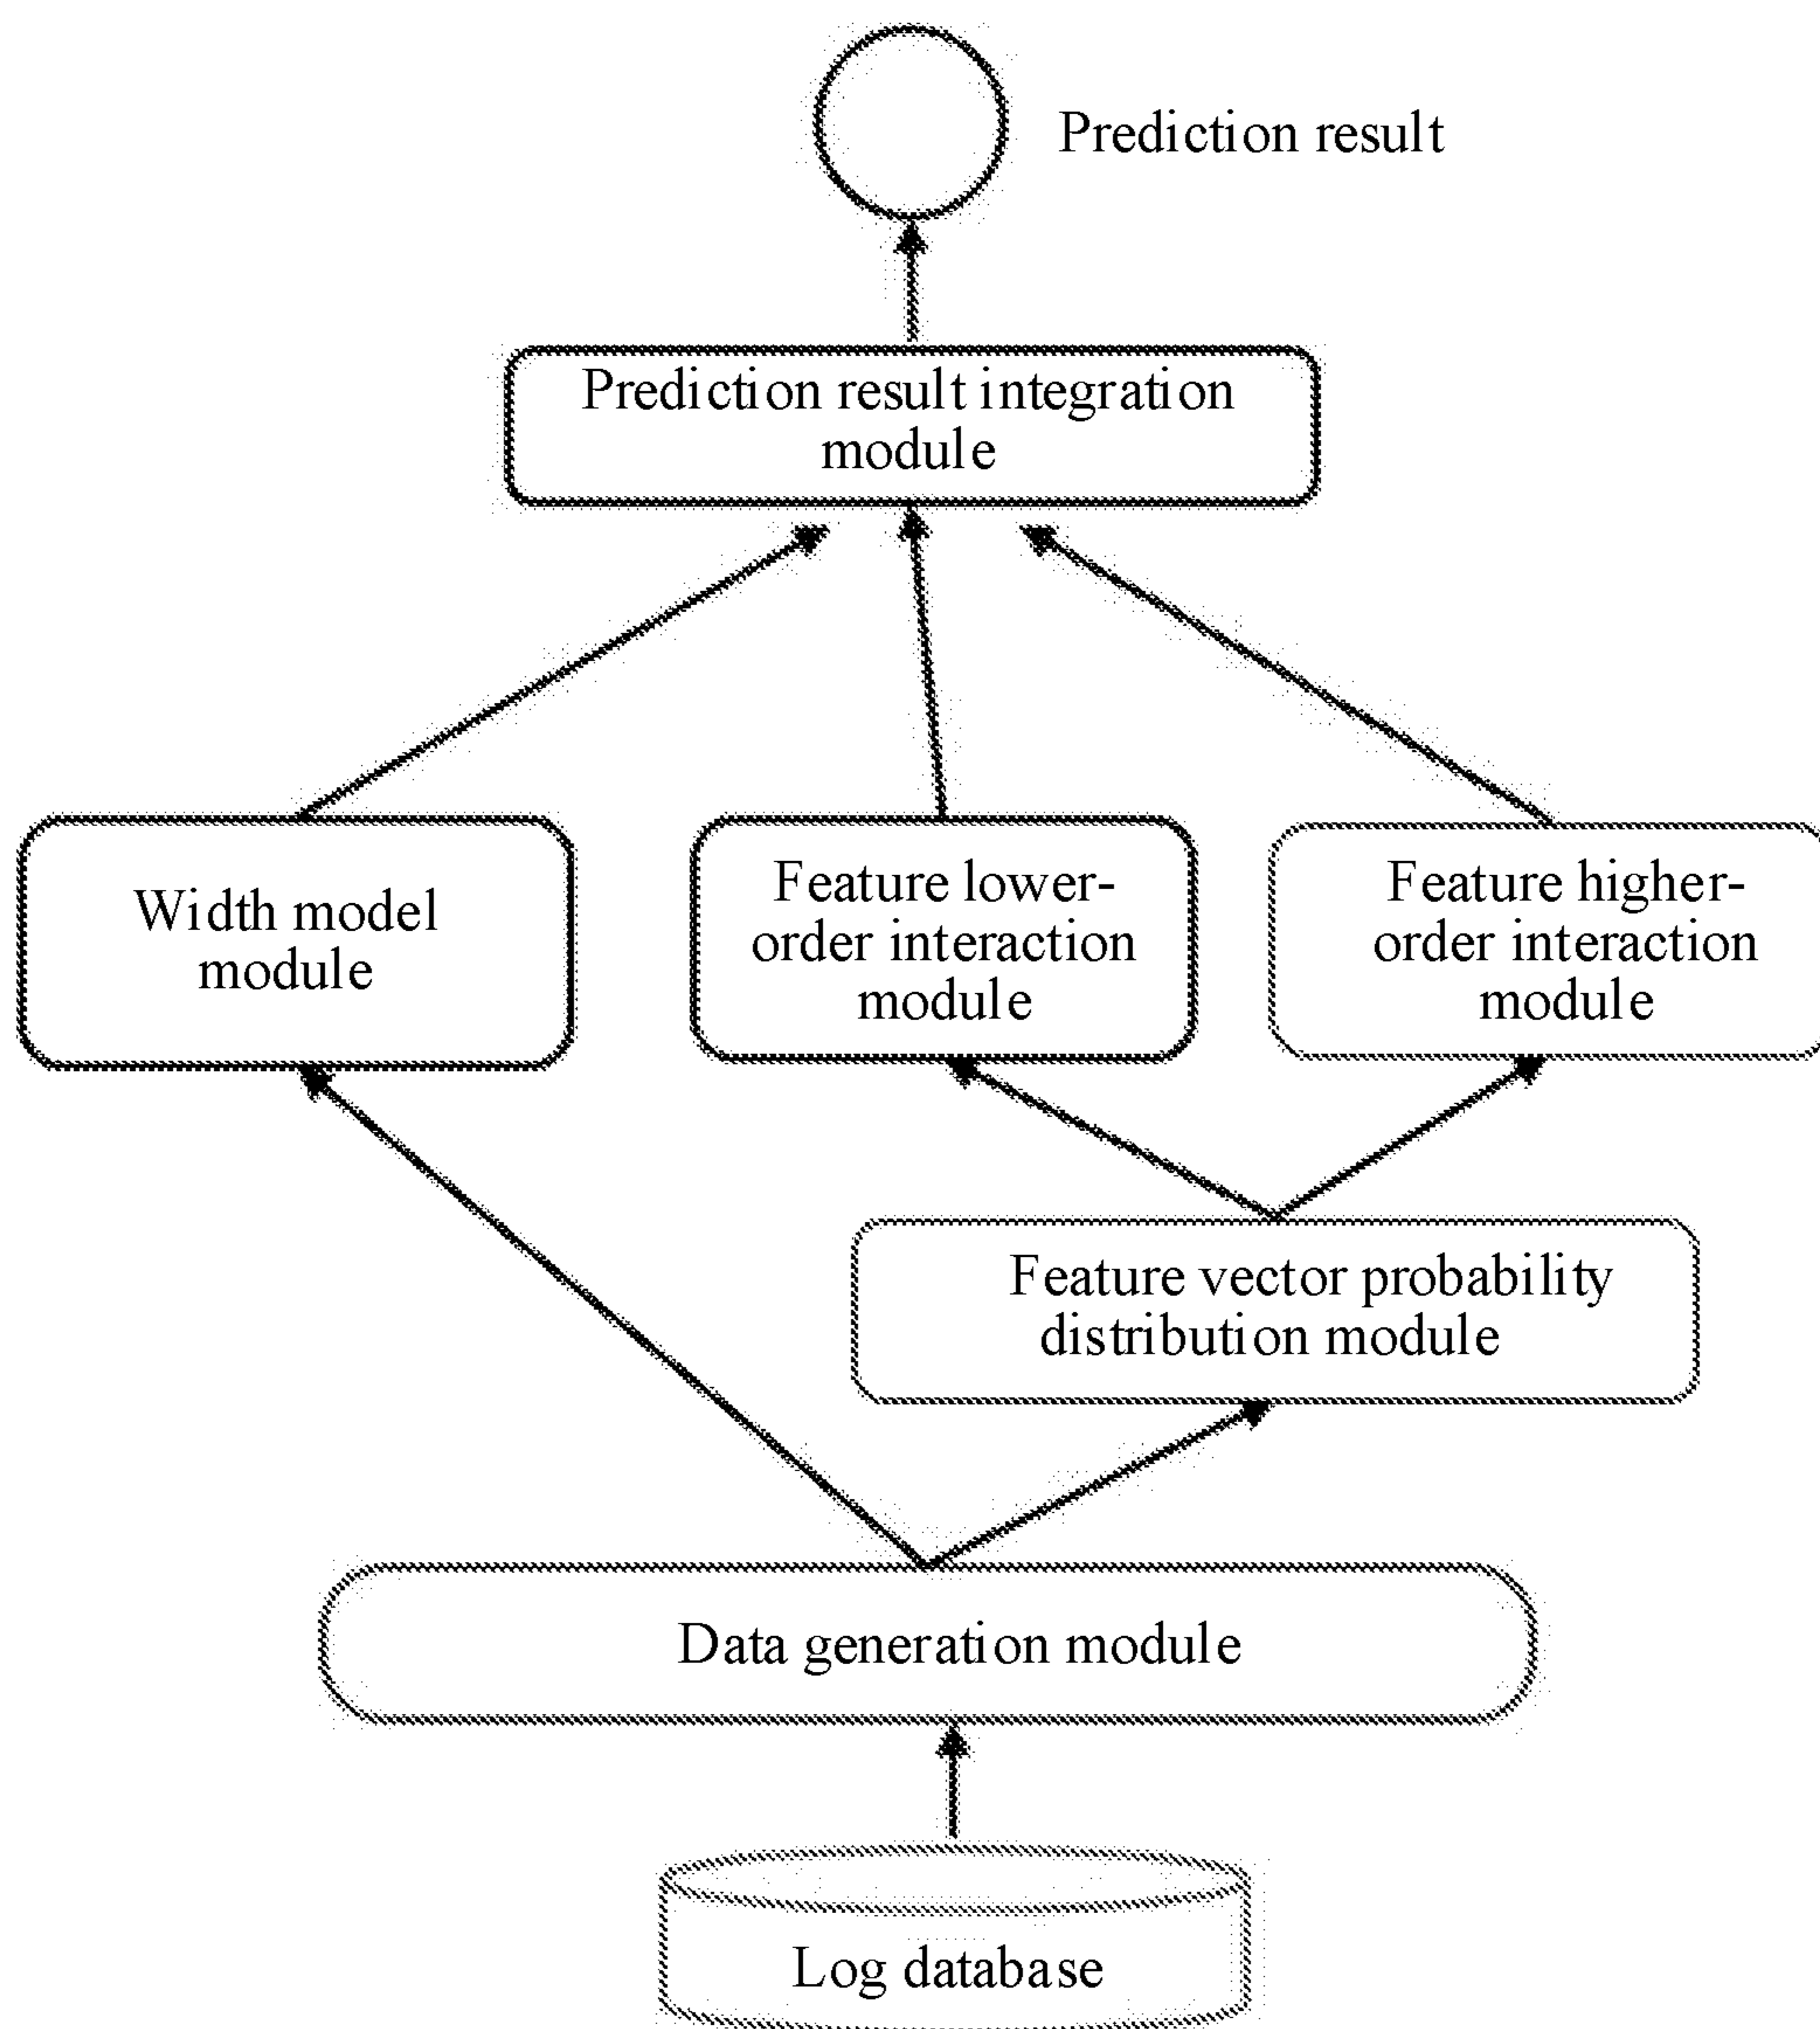 Prediction result
Prediction result integration
module
Width model
module
Feature lower-
order interaction
module
Feature higher-
order interaction
module
Feature vector probability
distribution module
Data generation module
Log database